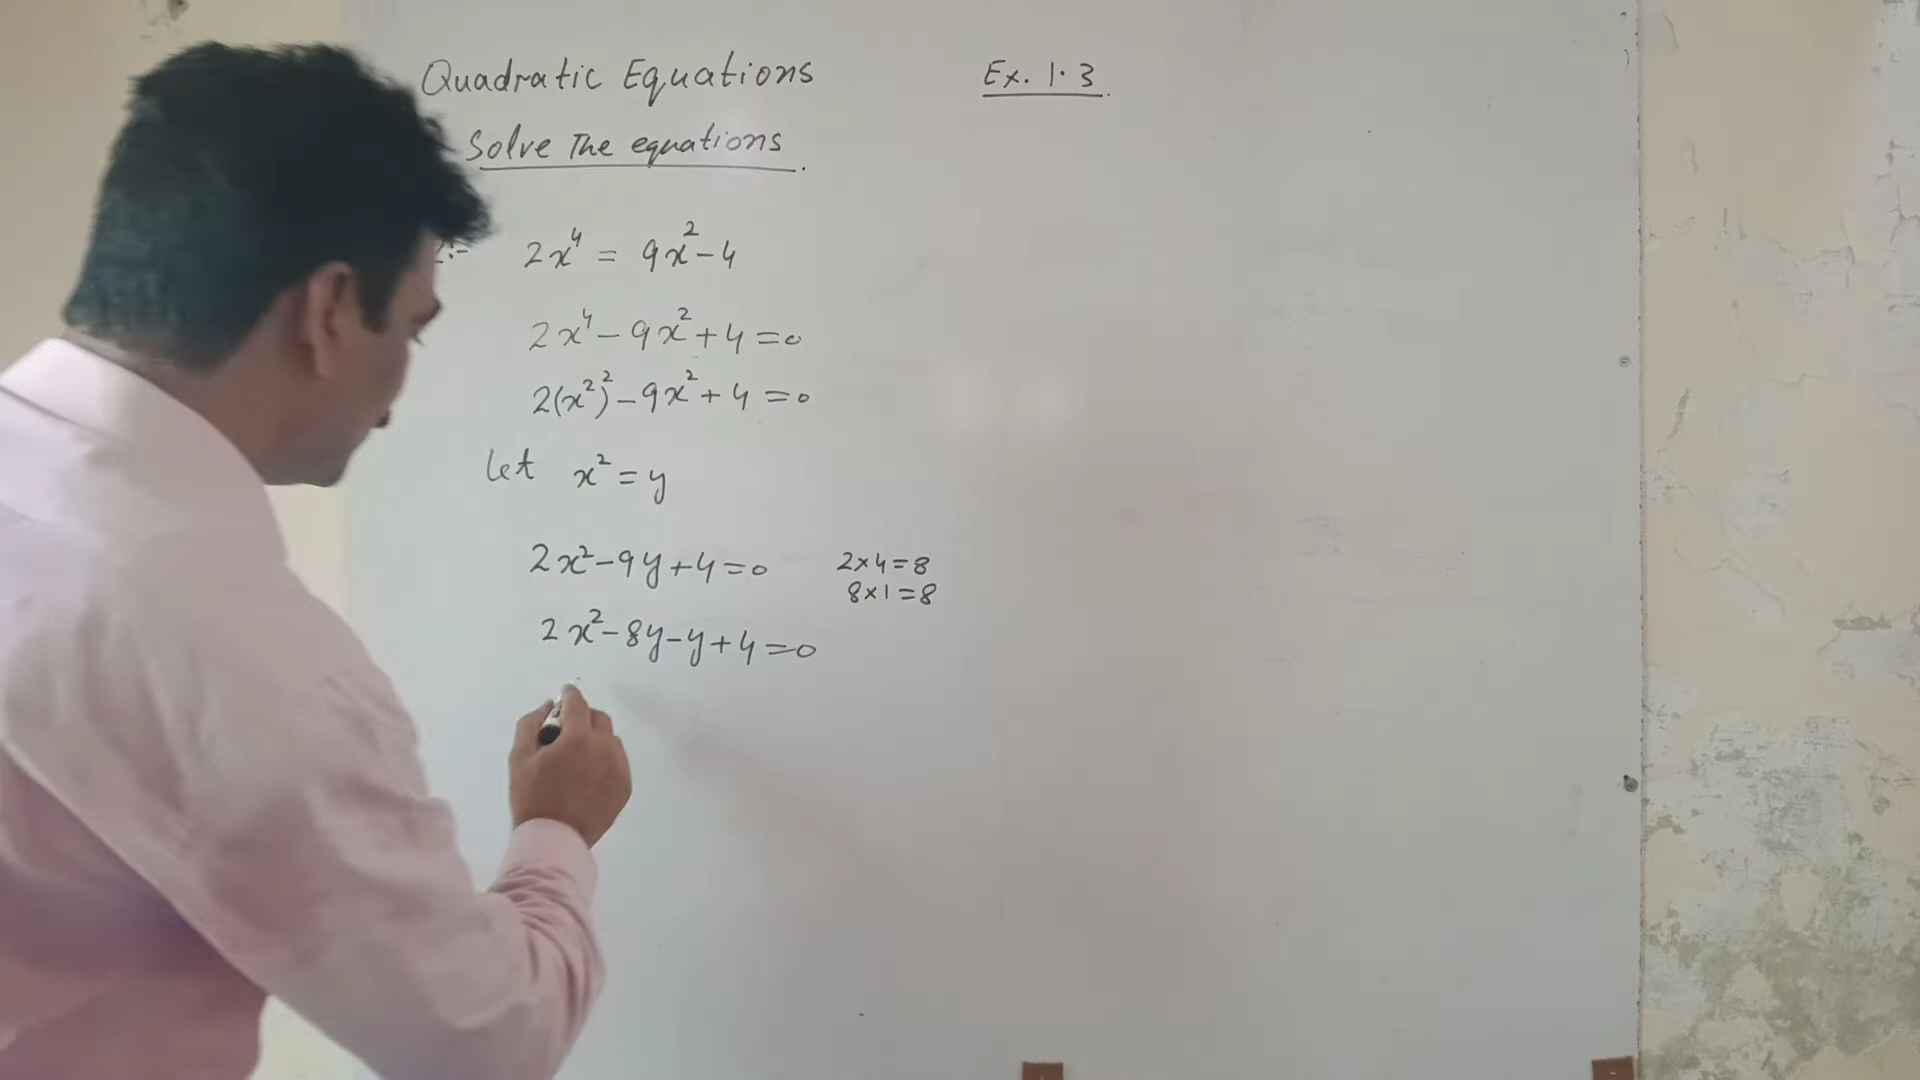 Quadratic Equations
Ex. 1.3
Solve The equations
2:- 2x⁴ = 9x² - 4
2x⁴ - 9x² + 4 = 0
2(x²)² - 9x² + 4 = 0
Let x² = y
2x² - 9y + 4 = 0
2×4 = 8
8×1 = 8
2x² - 8y - y + 4 = 0